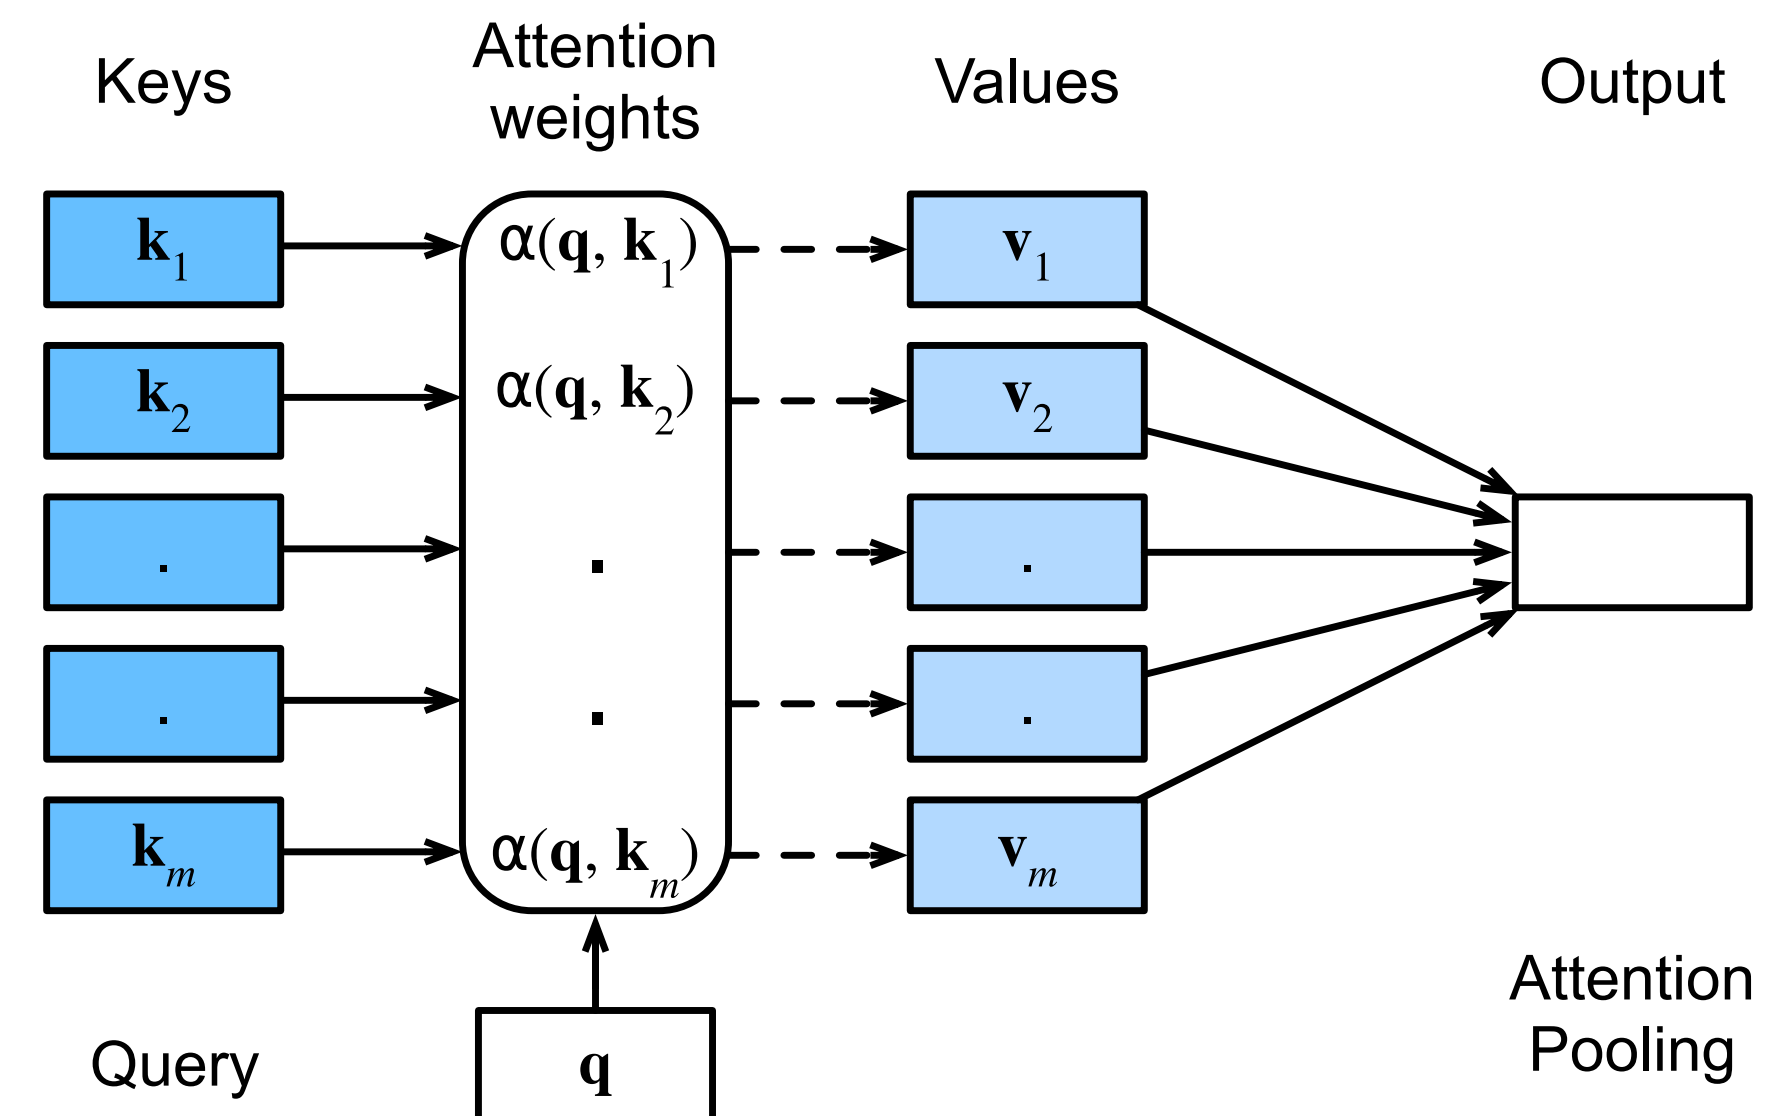 Keys
Attention
weights
Values
Output
k₁
α(q, k₁)
v₁
k₂
α(q, k₂)
v₂
.
.
.
.
.
.
kₘ
α(q, kₘ)
vₘ
Query
q
Attention
Pooling